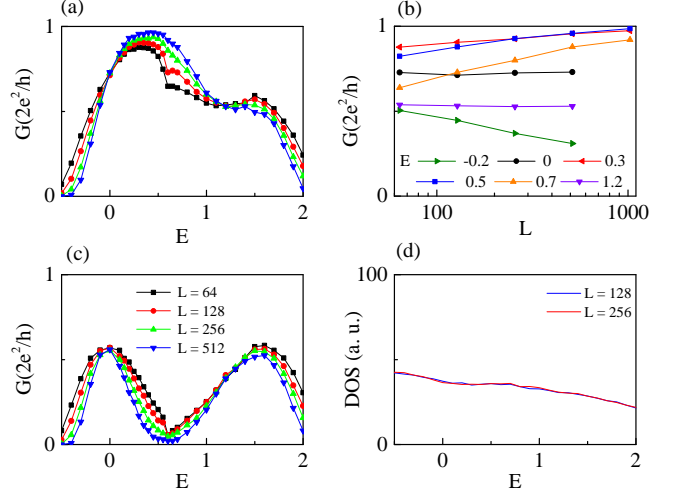 (a)
1
G(2e²/h)
0
0
1
2
E
(b)
1
G(2e²/h)
0
E
-0.2
0
0.3
0.5
0.7
1.2
100
1000
L
(c)
1
G(2e²/h)
0
L = 64
L = 128
L = 256
L = 512
0
1
2
E
(d)
100
DOS (a. u.)
0
L = 128
L = 256
0
1
2
E